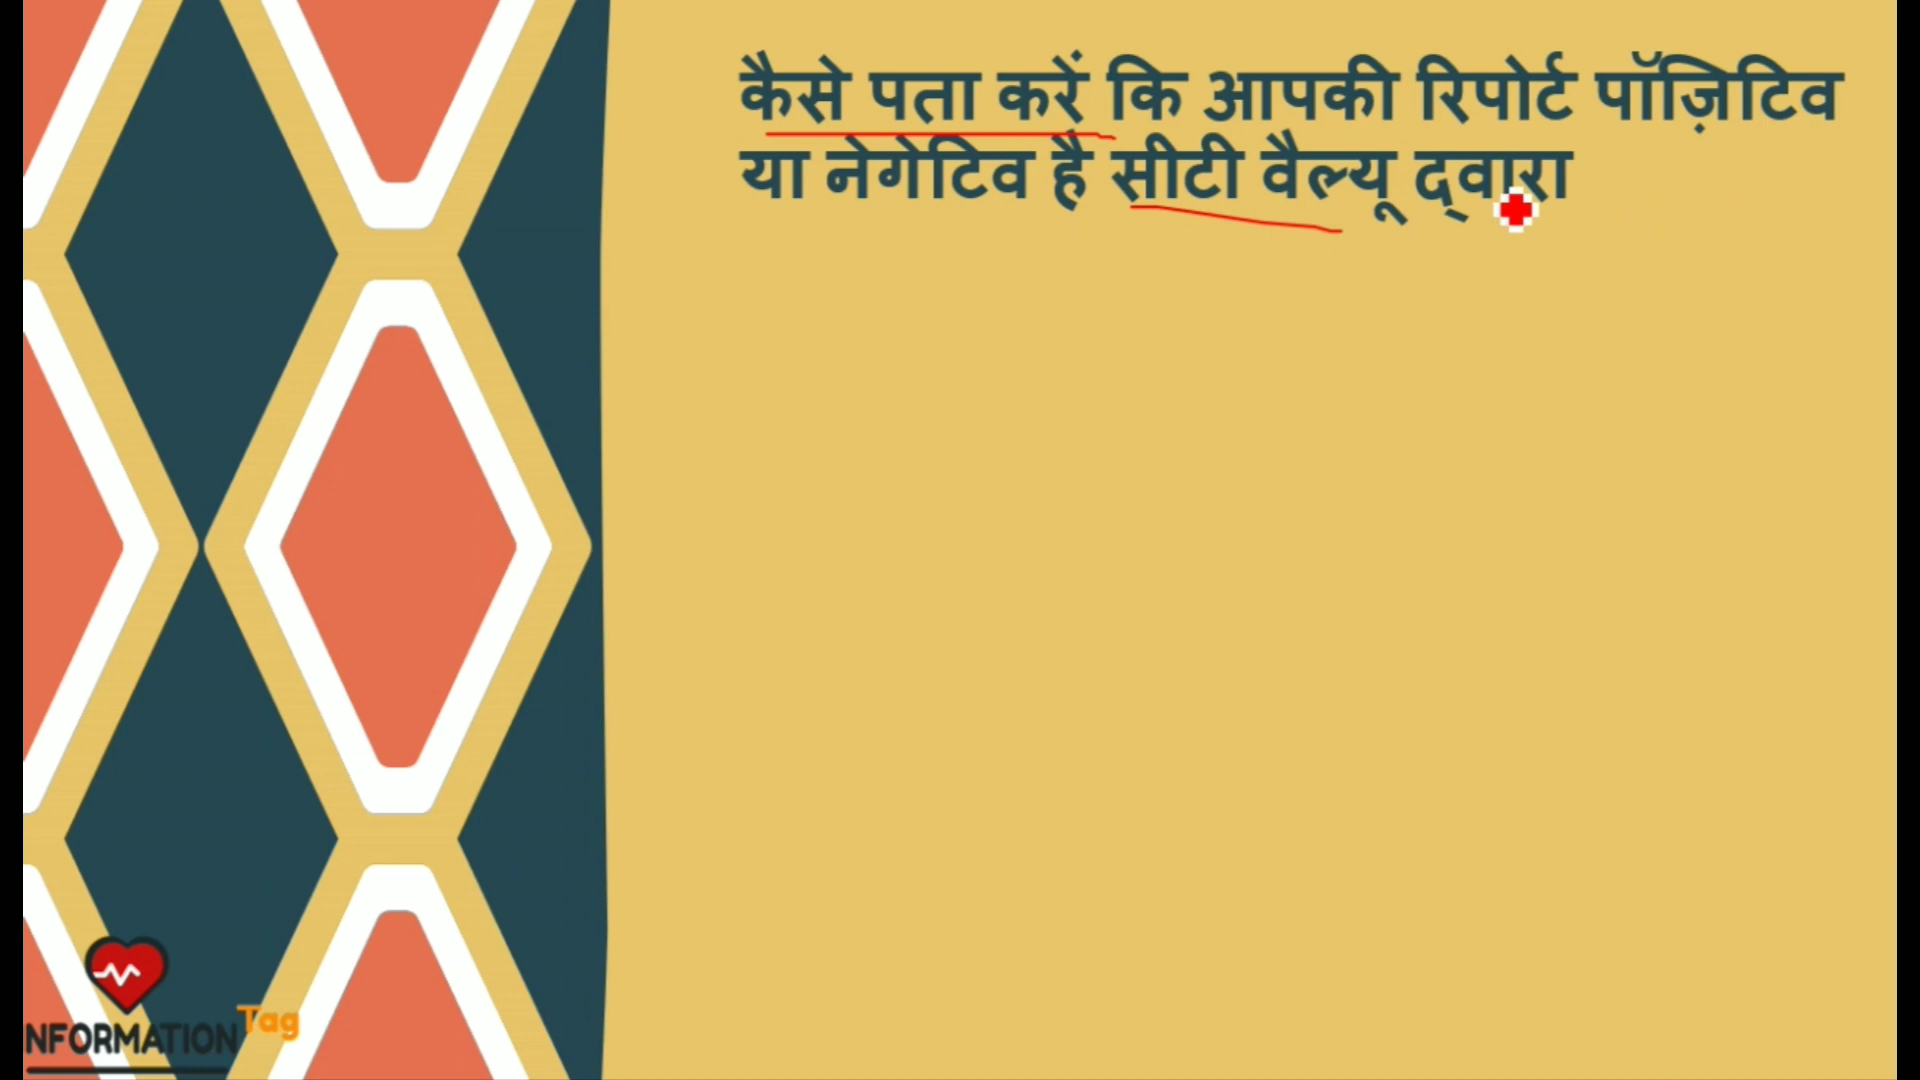 कैसे पता करें कि आपकी रिपोर्ट पॉज़िटिव
या नेगेटिव है सीटी वैल्यू द्वारा
NFORMATION Tag